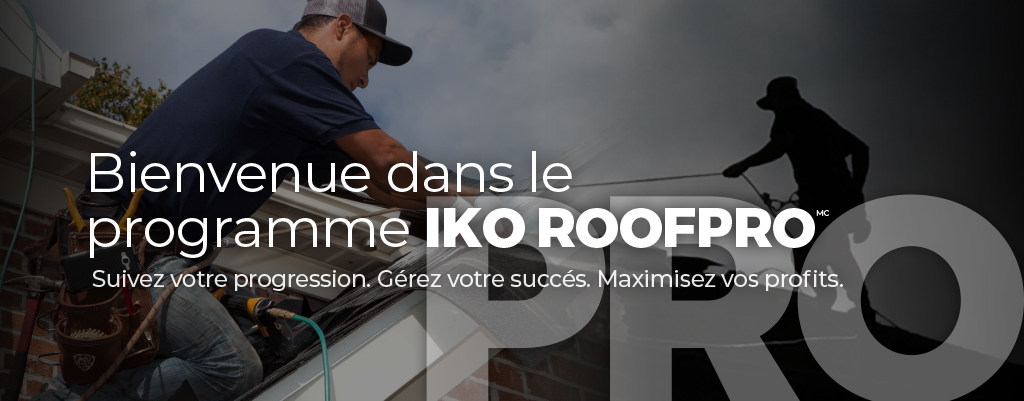 Bienvenue dans le
programme IKO ROOFPRO MC
Suivez votre progression. Gérez votre succés. Maximisez vos profits.
PRO